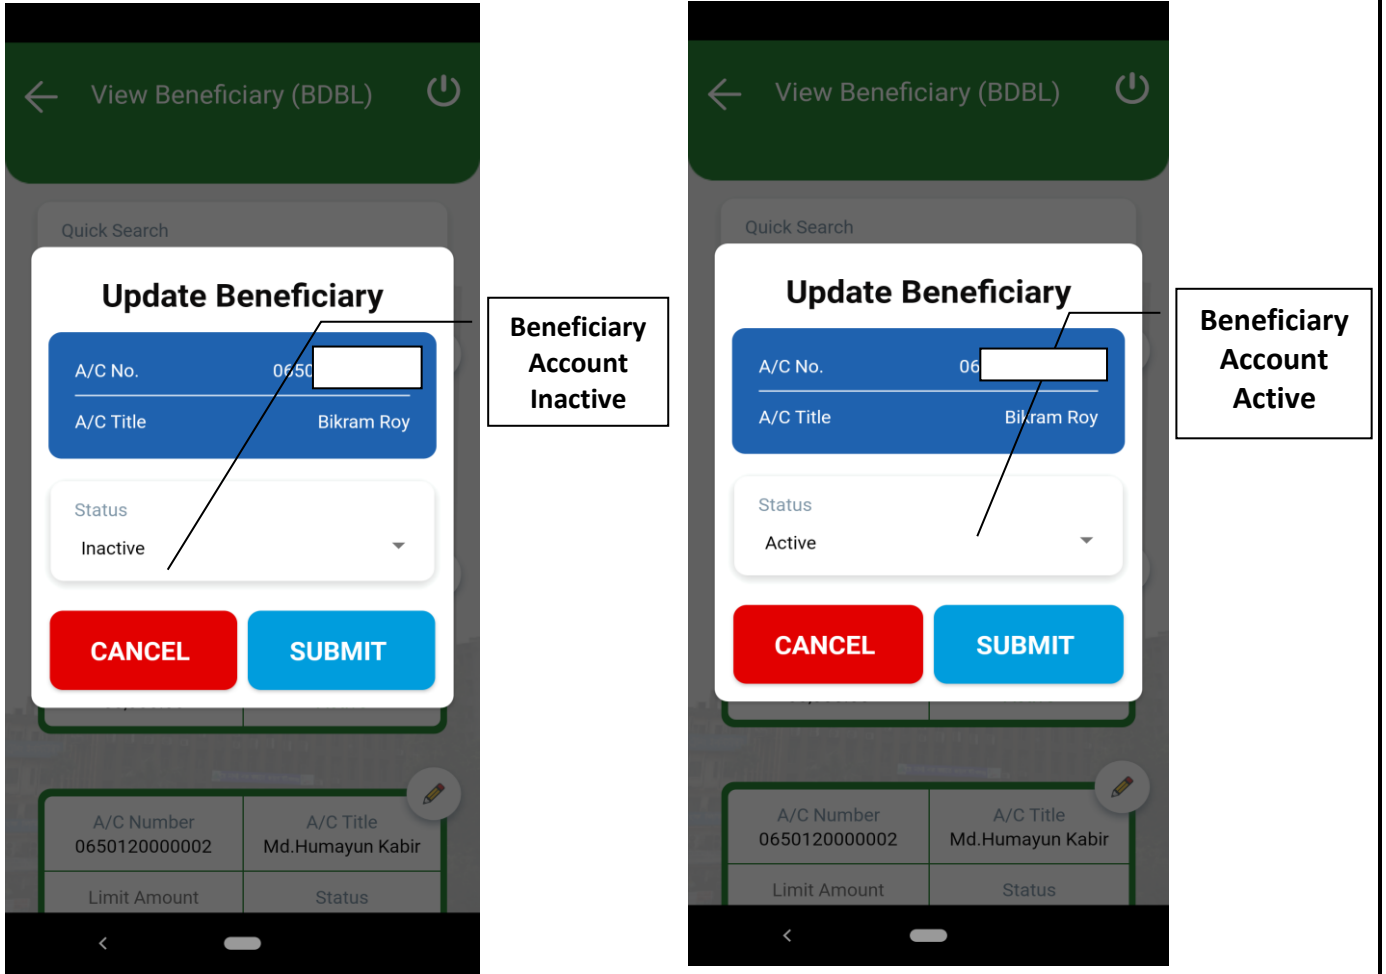 View Beneficiary (BDBL)
Quick Search
Update Beneficiary
A/C No. 0650
A/C Title Bikram Roy
Status
Inactive
CANCEL SUBMIT
A/C Number A/C Title
0650120000002 Md.Humayun Kabir
Limit Amount Status
Beneficiary
Account
Inactive
View Beneficiary (BDBL)
Quick Search
Update Beneficiary
A/C No. 06
A/C Title Bikram Roy
Status
Active
CANCEL SUBMIT
A/C Number A/C Title
0650120000002 Md.Humayun Kabir
Limit Amount Status
Beneficiary
Account
Active